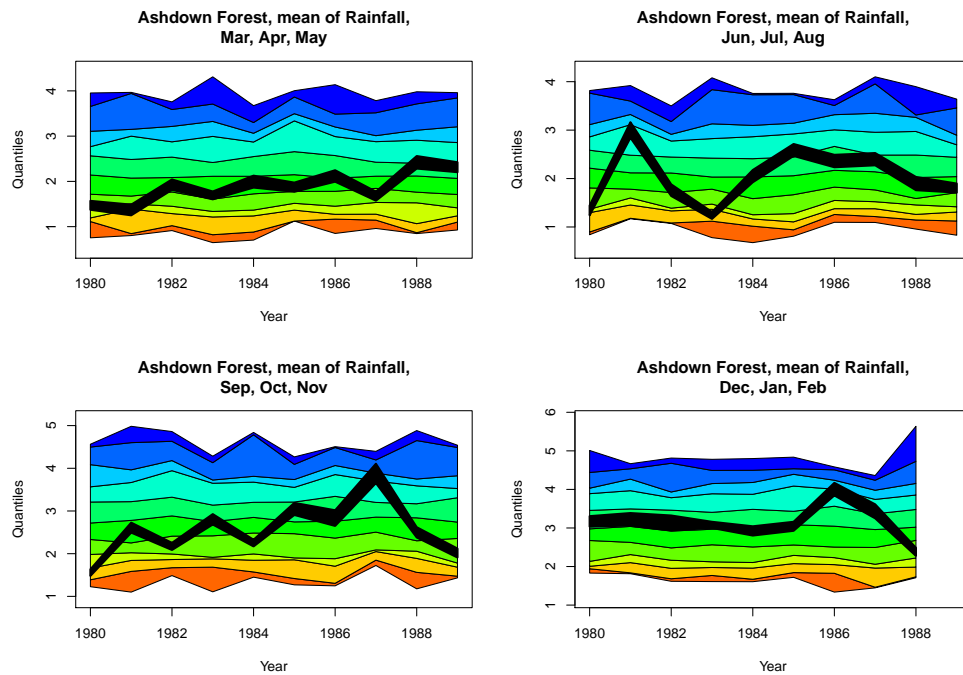 Ashdown Forest, mean of Rainfall,
Mar, Apr, May
Quantiles
4
3
2
1
1980 1982 1984 1986 1988
Year
Ashdown Forest, mean of Rainfall,
Jun, Jul, Aug
Quantiles
4
3
2
1
1980 1982 1984 1986 1988
Year
Ashdown Forest, mean of Rainfall,
Sep, Oct, Nov
Quantiles
5
4
3
2
1
1980 1982 1984 1986 1988
Year
Ashdown Forest, mean of Rainfall,
Dec, Jan, Feb
Quantiles
6
5
4
3
2
1
1980 1982 1984 1986 1988
Year